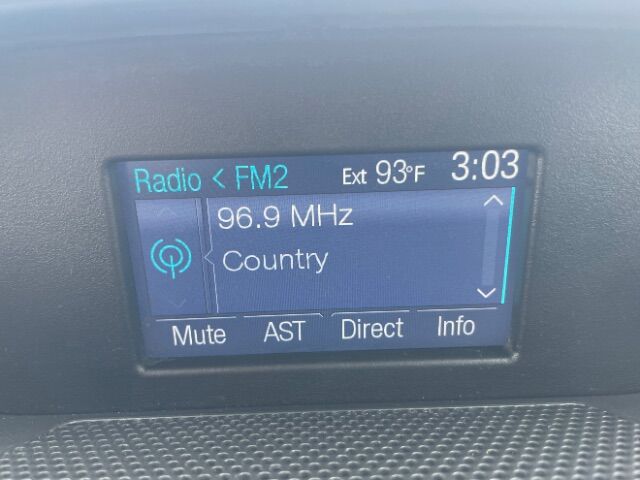 Radio < FM2 Ext 93°F 3:03
96.9 MHz
Country
Mute AST Direct Info